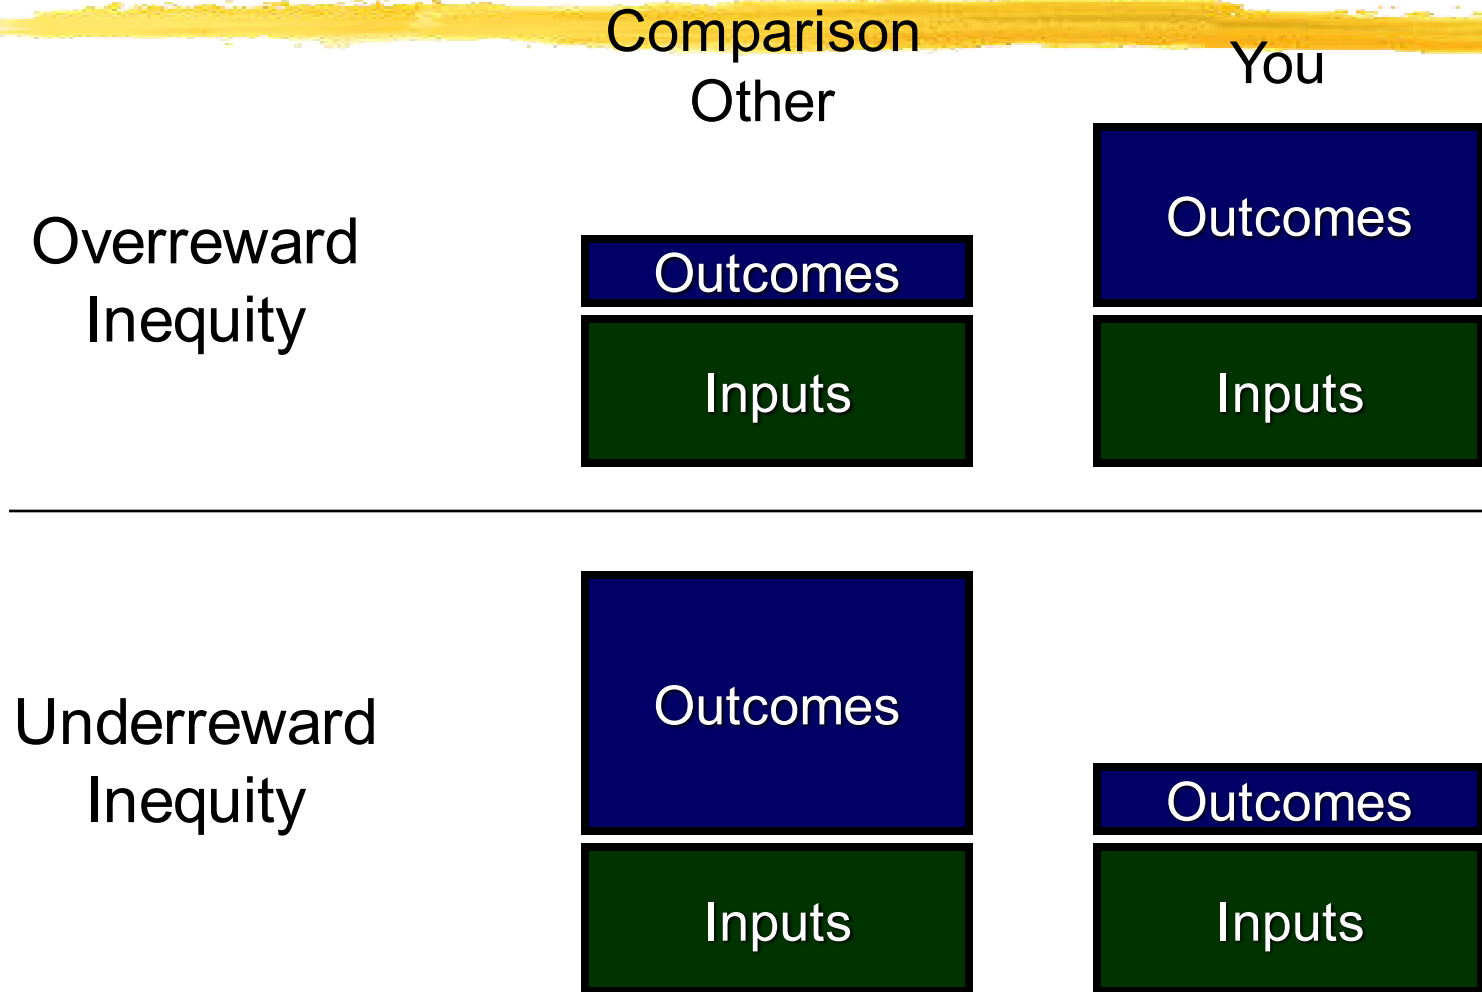 Comparison
Other
You
Overreward
Inequity
Outcomes
Outcomes
Inputs
Inputs
Underreward
Inequity
Outcomes
Outcomes
Inputs
Inputs